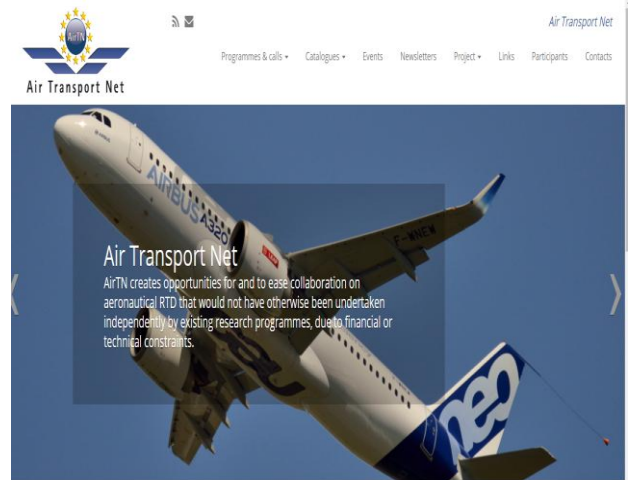 AirTN
Air Transport Net
Air Transport Net
Programmes & calls
Catalogues
Events
Newsletters
Project
Links
Participants
Contacts
AIRBUS A320
F-WNEW
neo
Air Transport Net
AirTN creates opportunities for and to ease collaboration on
aeronautical RTD that would not have otherwise been undertaken
independently by existing research programmes, due to financial or
technical constraints.